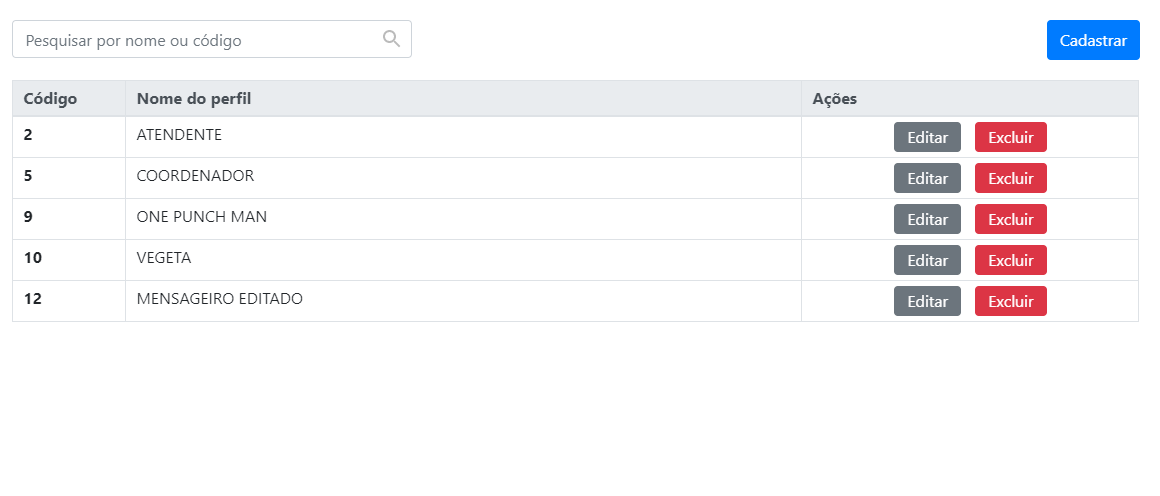 Pesquisar por nome ou código
Cadastrar
Código Nome do perfil Ações
2 ATENDENTE Editar Excluir
5 COORDENADOR Editar Excluir
9 ONE PUNCH MAN Editar Excluir
10 VEGETA Editar Excluir
12 MENSAGEIRO EDITADO Editar Excluir